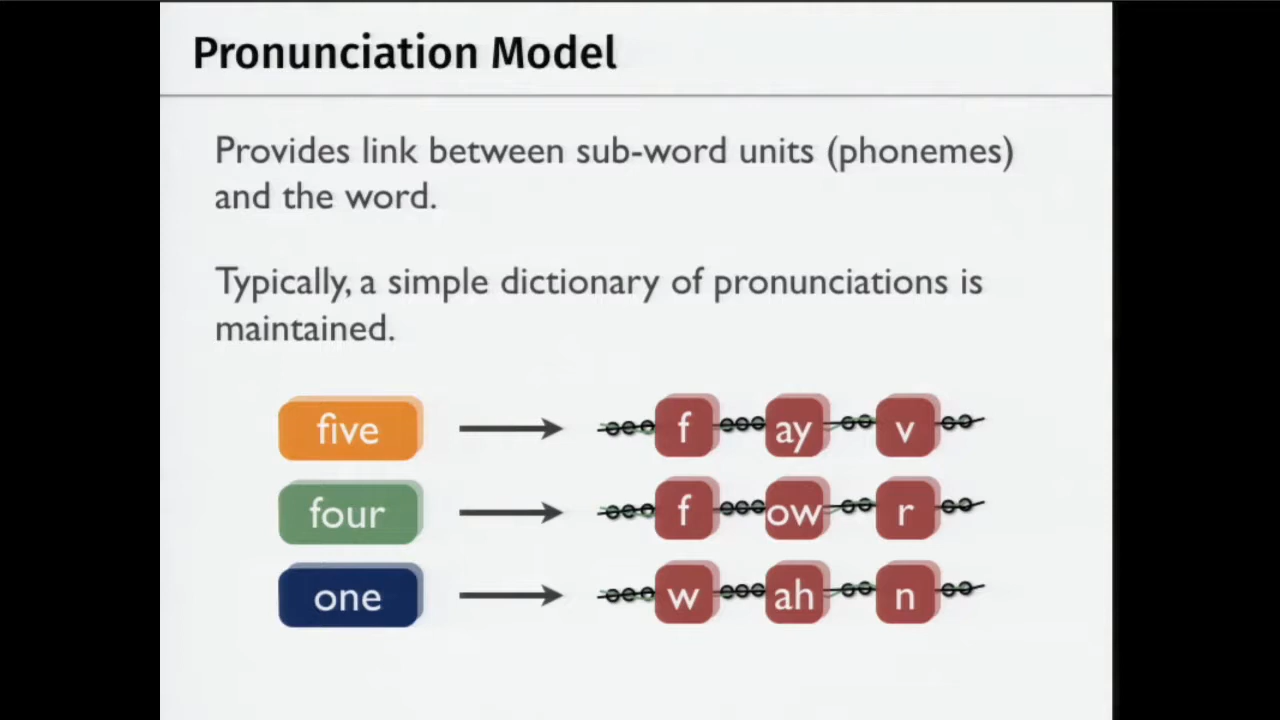 Pronunciation Model
Provides link between sub-word units (phonemes)
and the word.
Typically, a simple dictionary of pronunciations is
maintained.
five f ay v
four f ow r
one w ah n